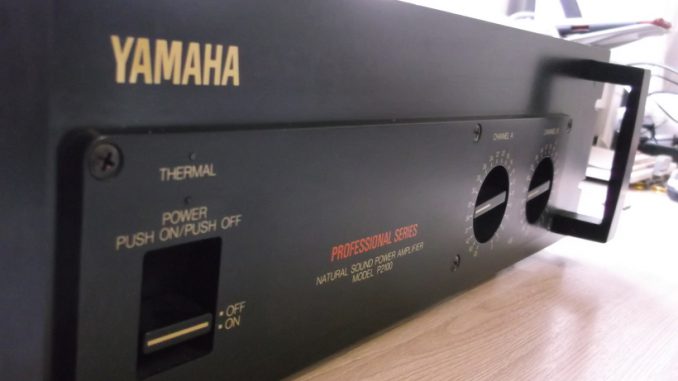 YAMAHA
THERMAL
POWER
PUSH ON/PUSH OFF
OFF
ON
PROFESSIONAL SERIES
NATURAL SOUND POWER AMPLIFIER
MODEL P2100
CHANNEL A